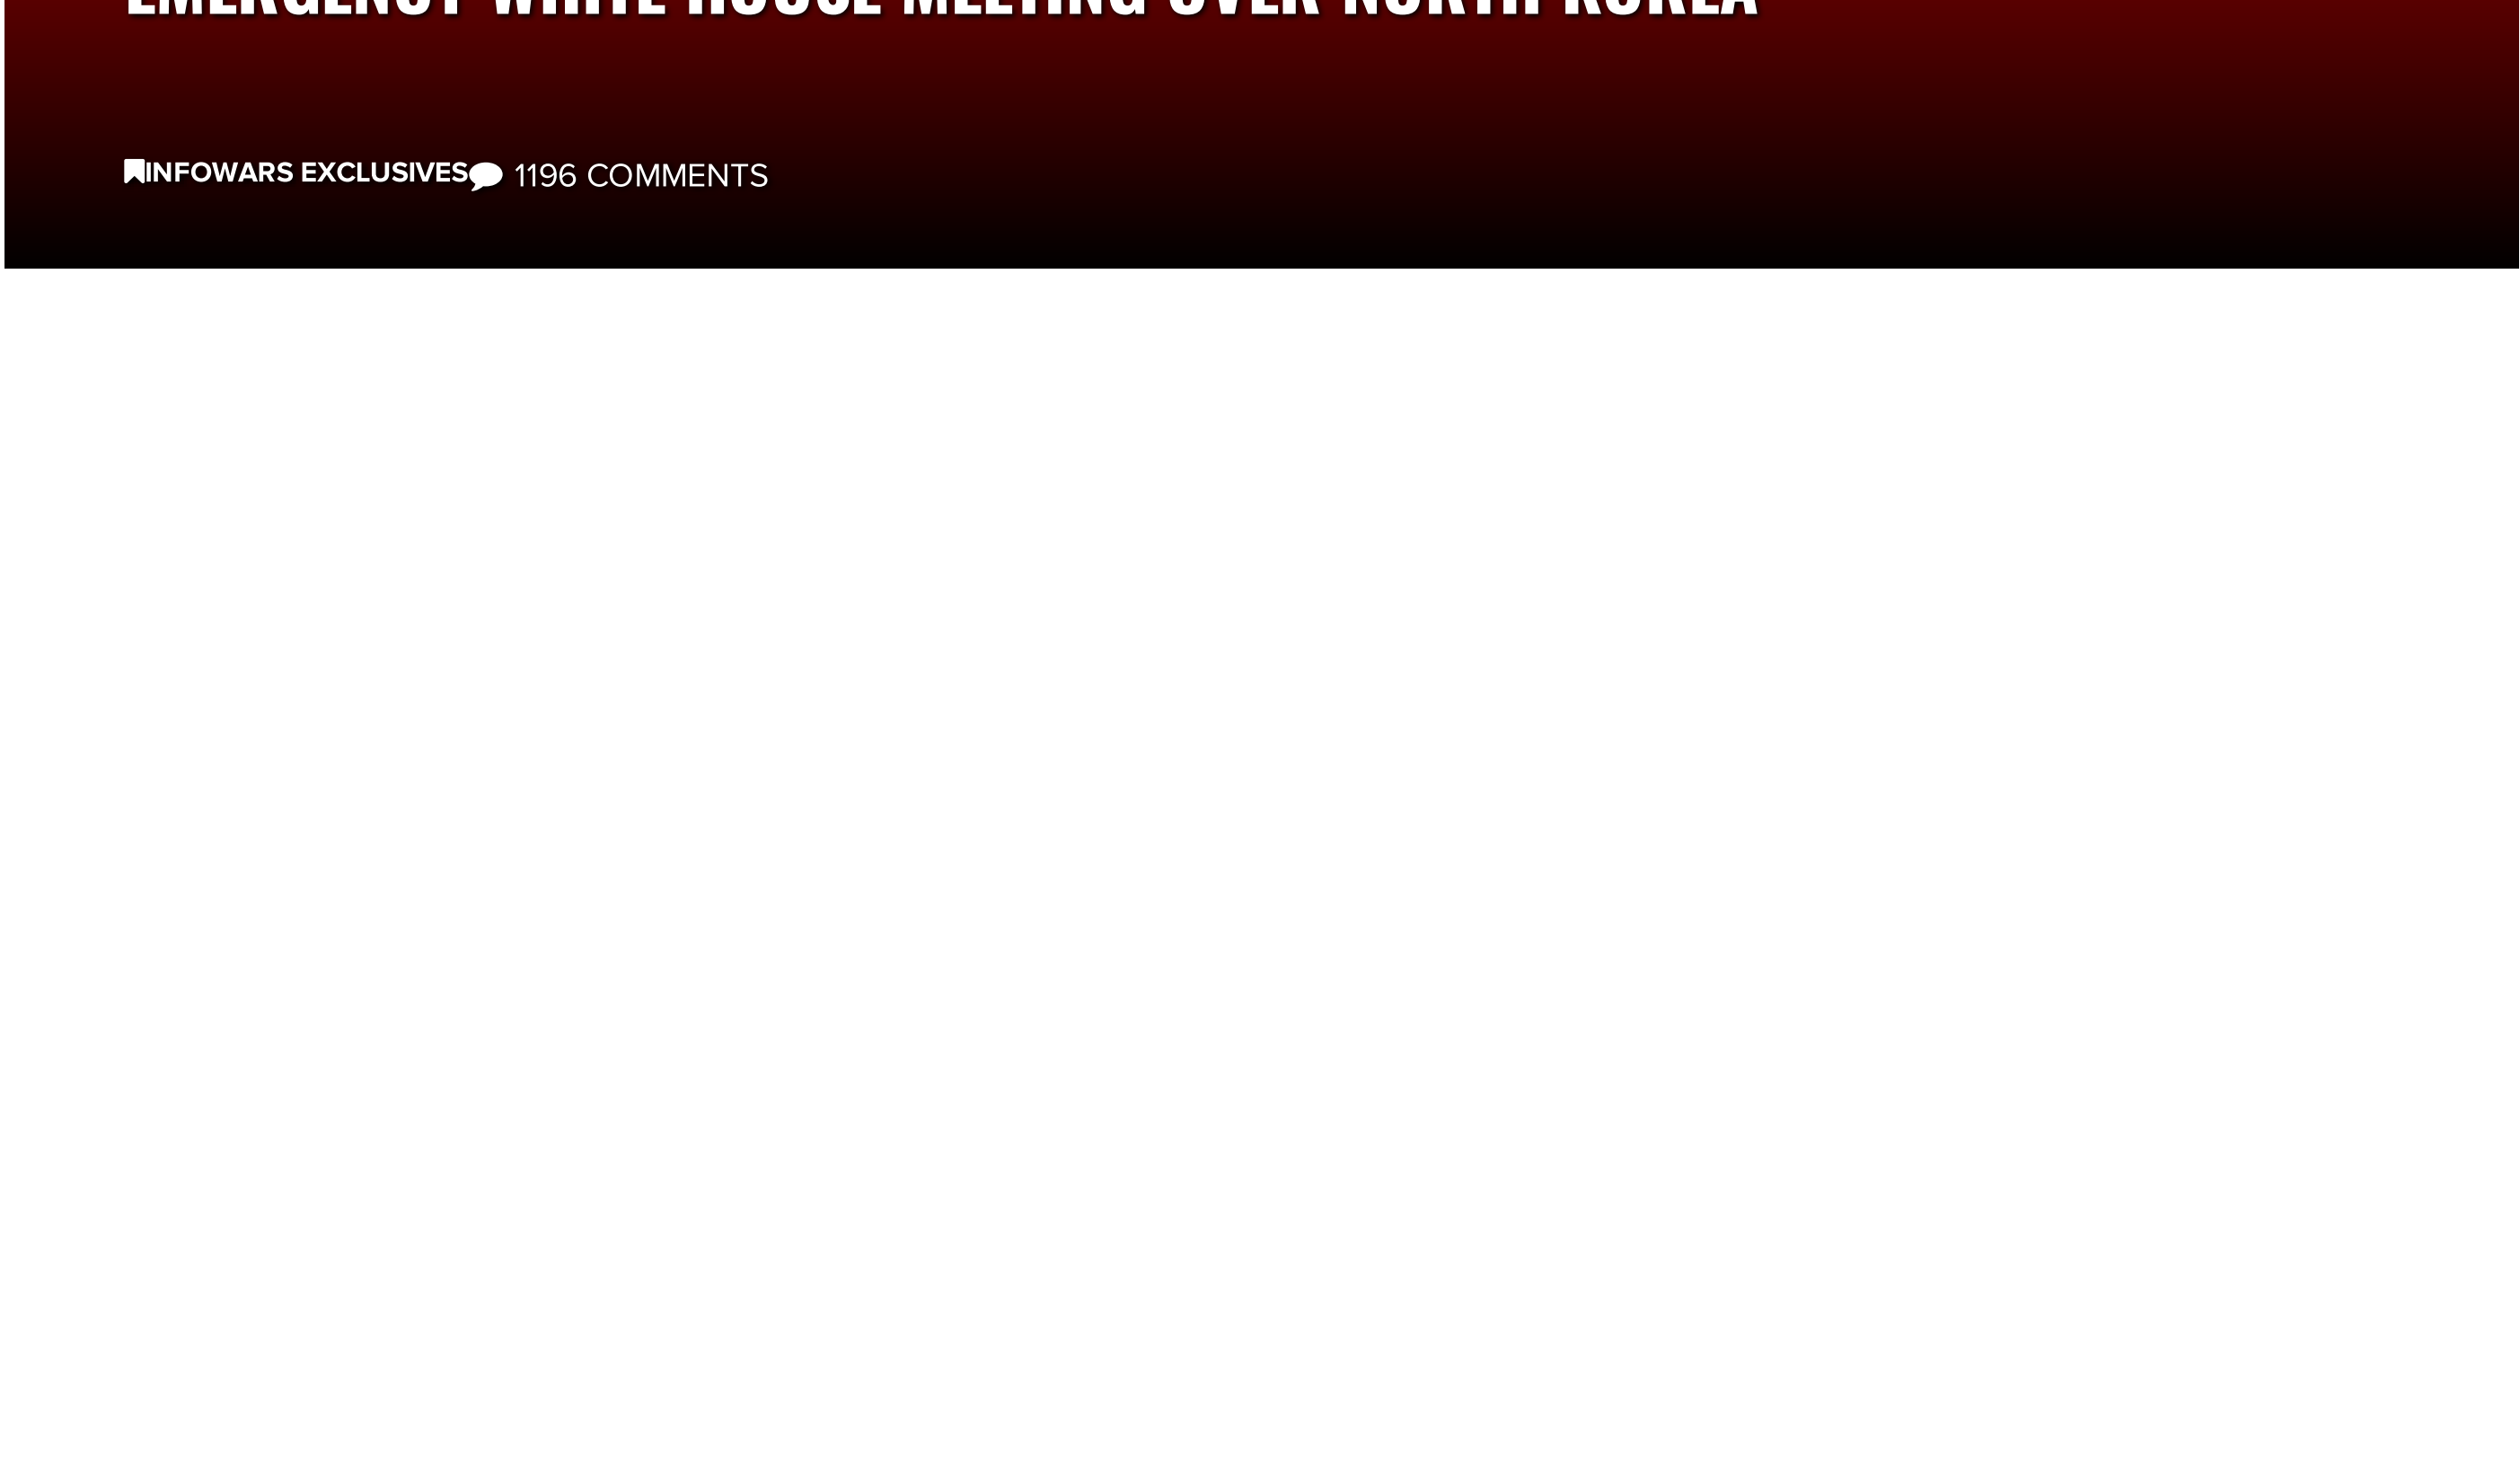 EMERGENCY WHITE HOUSE MEETING OVER NORTH KOREA
INFOWARS EXCLUSIVES 1196 COMMENTS